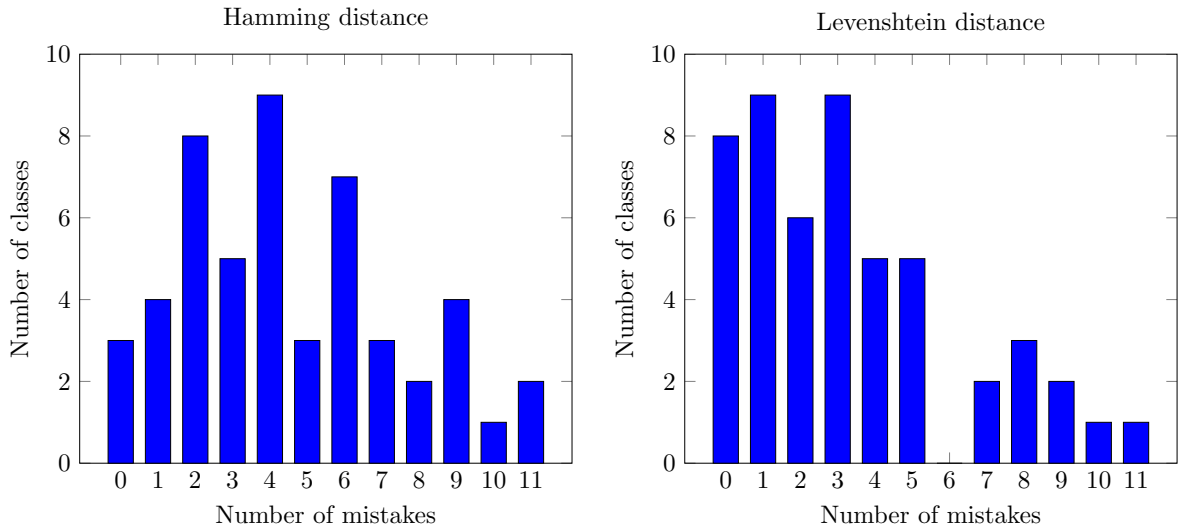 Hamming distance
10
8
6
4
2
0
Number of classes
0 1 2 3 4 5 6 7 8 9 10 11
Number of mistakes
Levenshtein distance
10
8
6
4
2
0
Number of classes
0 1 2 3 4 5 6 7 8 9 10 11
Number of mistakes